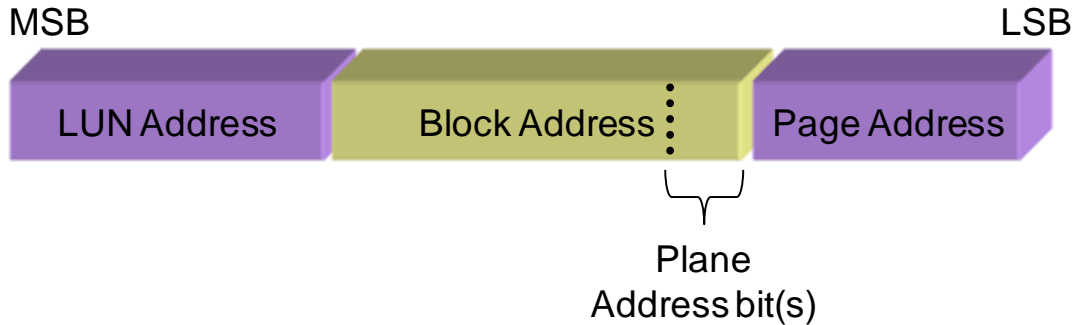 MSB LSB
LUN Address Block Address Page Address
Plane
Address bit(s)